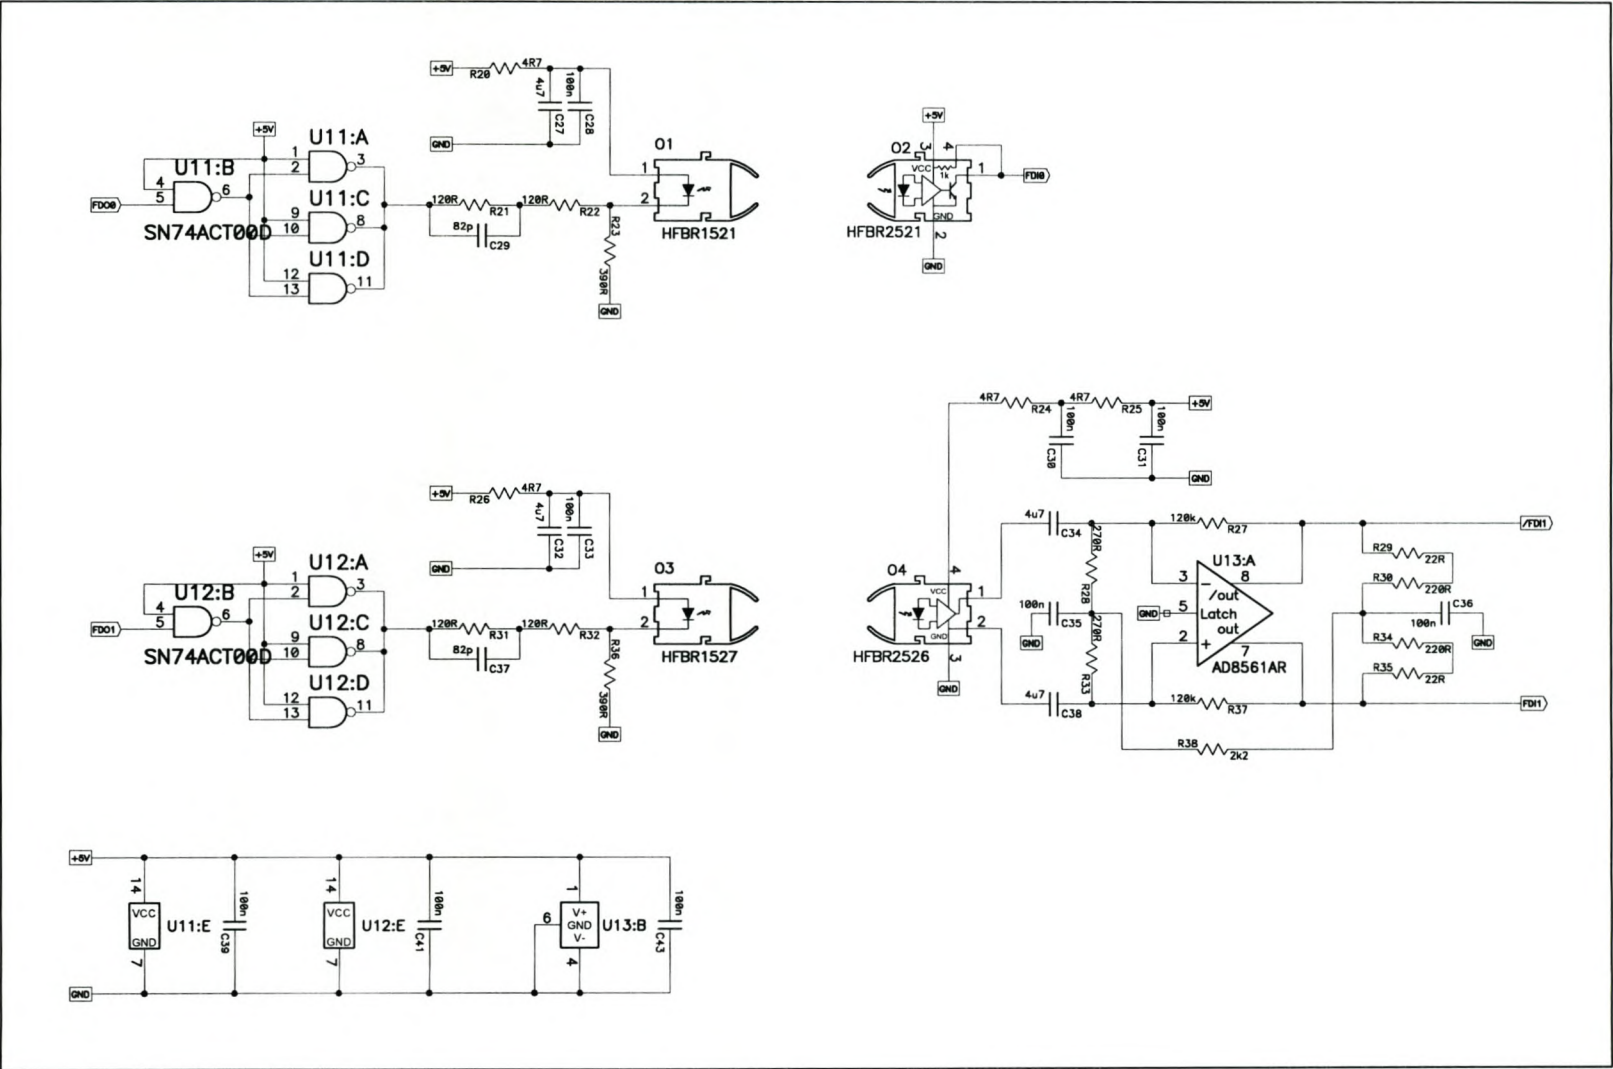 +5V
R20
4R7
4u7
C27
100n
C28
GND
+5V
U11:A
1
2
3
U11:B
4
5
6
FDO0
SN74ACT00D
U11:C
9
10
8
U11:D
12
13
11
120R
R21
82p
C29
120R
R22
R23
390R
GND
O1
1
2
HFBR1521
+5V
O2
3
4
VCC
1k
1
FDI0
GND
HFBR2521
2
GND
4R7
R24
4R7
R25
+5V
100n
C30
100n
C31
GND
+5V
R26
4R7
4u7
C32
100n
C33
GND
+5V
U12:A
1
2
3
U12:B
4
5
6
FDO1
SN74ACT00D
U12:C
9
10
8
U12:D
12
13
11
120R
R31
82p
C37
120R
R32
R36
390R
GND
O3
1
2
HFBR1527
O4
4
VCC
1
2
GND
HFBR2526
3
GND
4u7
C34
270R
R28
100n
C35
GND
270R
R33
4u7
C38
120k
R27
U13:A
3
−
8
/out
GND
5
Latch
out
2
+
7
AD8561AR
120k
R37
R38
2k2
/FDI1
R29
22R
R30
220R
C36
100n
GND
R34
220R
R35
22R
FDI1
+5V
14
VCC
GND
7
U11:E
100n
C39
14
VCC
GND
7
U12:E
100n
C41
1
6
V+
GND
V-
4
U13:B
100n
C43
GND